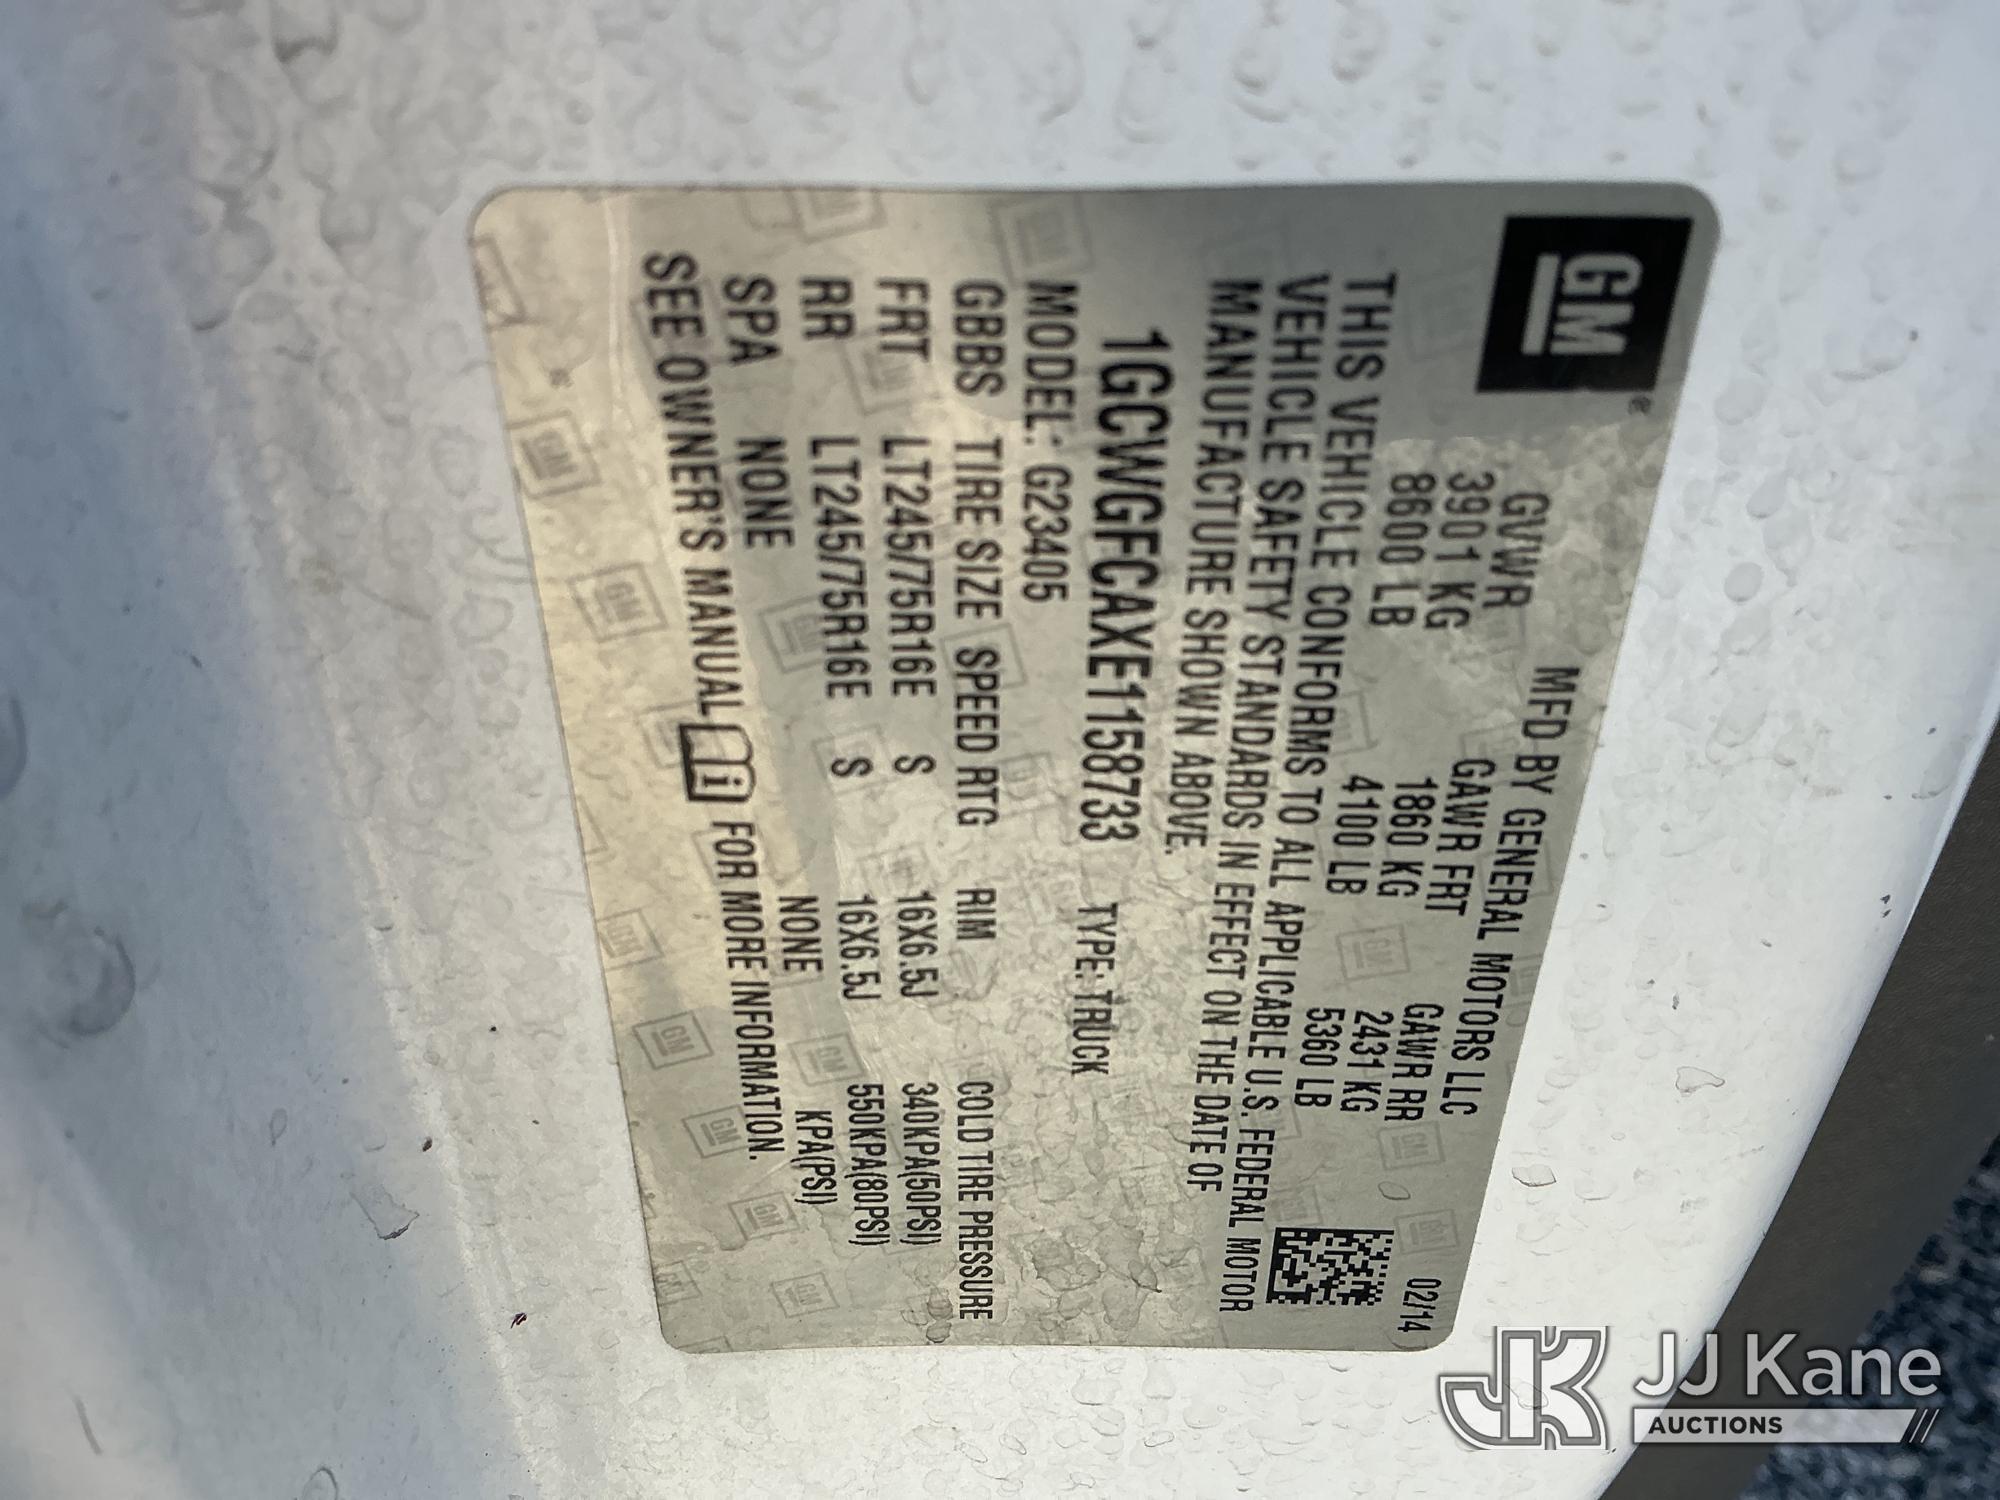 GM
MFD BY GENERAL MOTORS LLC 02/14
GVWR GAWR FRT GAWR RR
3901 KG 1860 KG 2431 KG
8600 LB 4100 LB 5360 LB
THIS VEHICLE CONFORMS TO ALL APPLICABLE U.S. FEDERAL MOTOR
VEHICLE SAFETY STANDARDS IN EFFECT ON THE DATE OF
MANUFACTURE SHOWN ABOVE.
1GCWGFCAXE1158733 TYPE: TRUCK
MODEL: G23405
GBBS TIRE SIZE SPEED RTG RIM COLD TIRE PRESSURE
FRT LT245/75R16E S 16X6.5J 340KPA(50PSI)
RR LT245/75R16E S 16X6.5J 550KPA(80PSI)
SPA NONE NONE KPA(PSI)
SEE OWNER'S MANUAL i FOR MORE INFORMATION.
JK JJ Kane
AUCTIONS